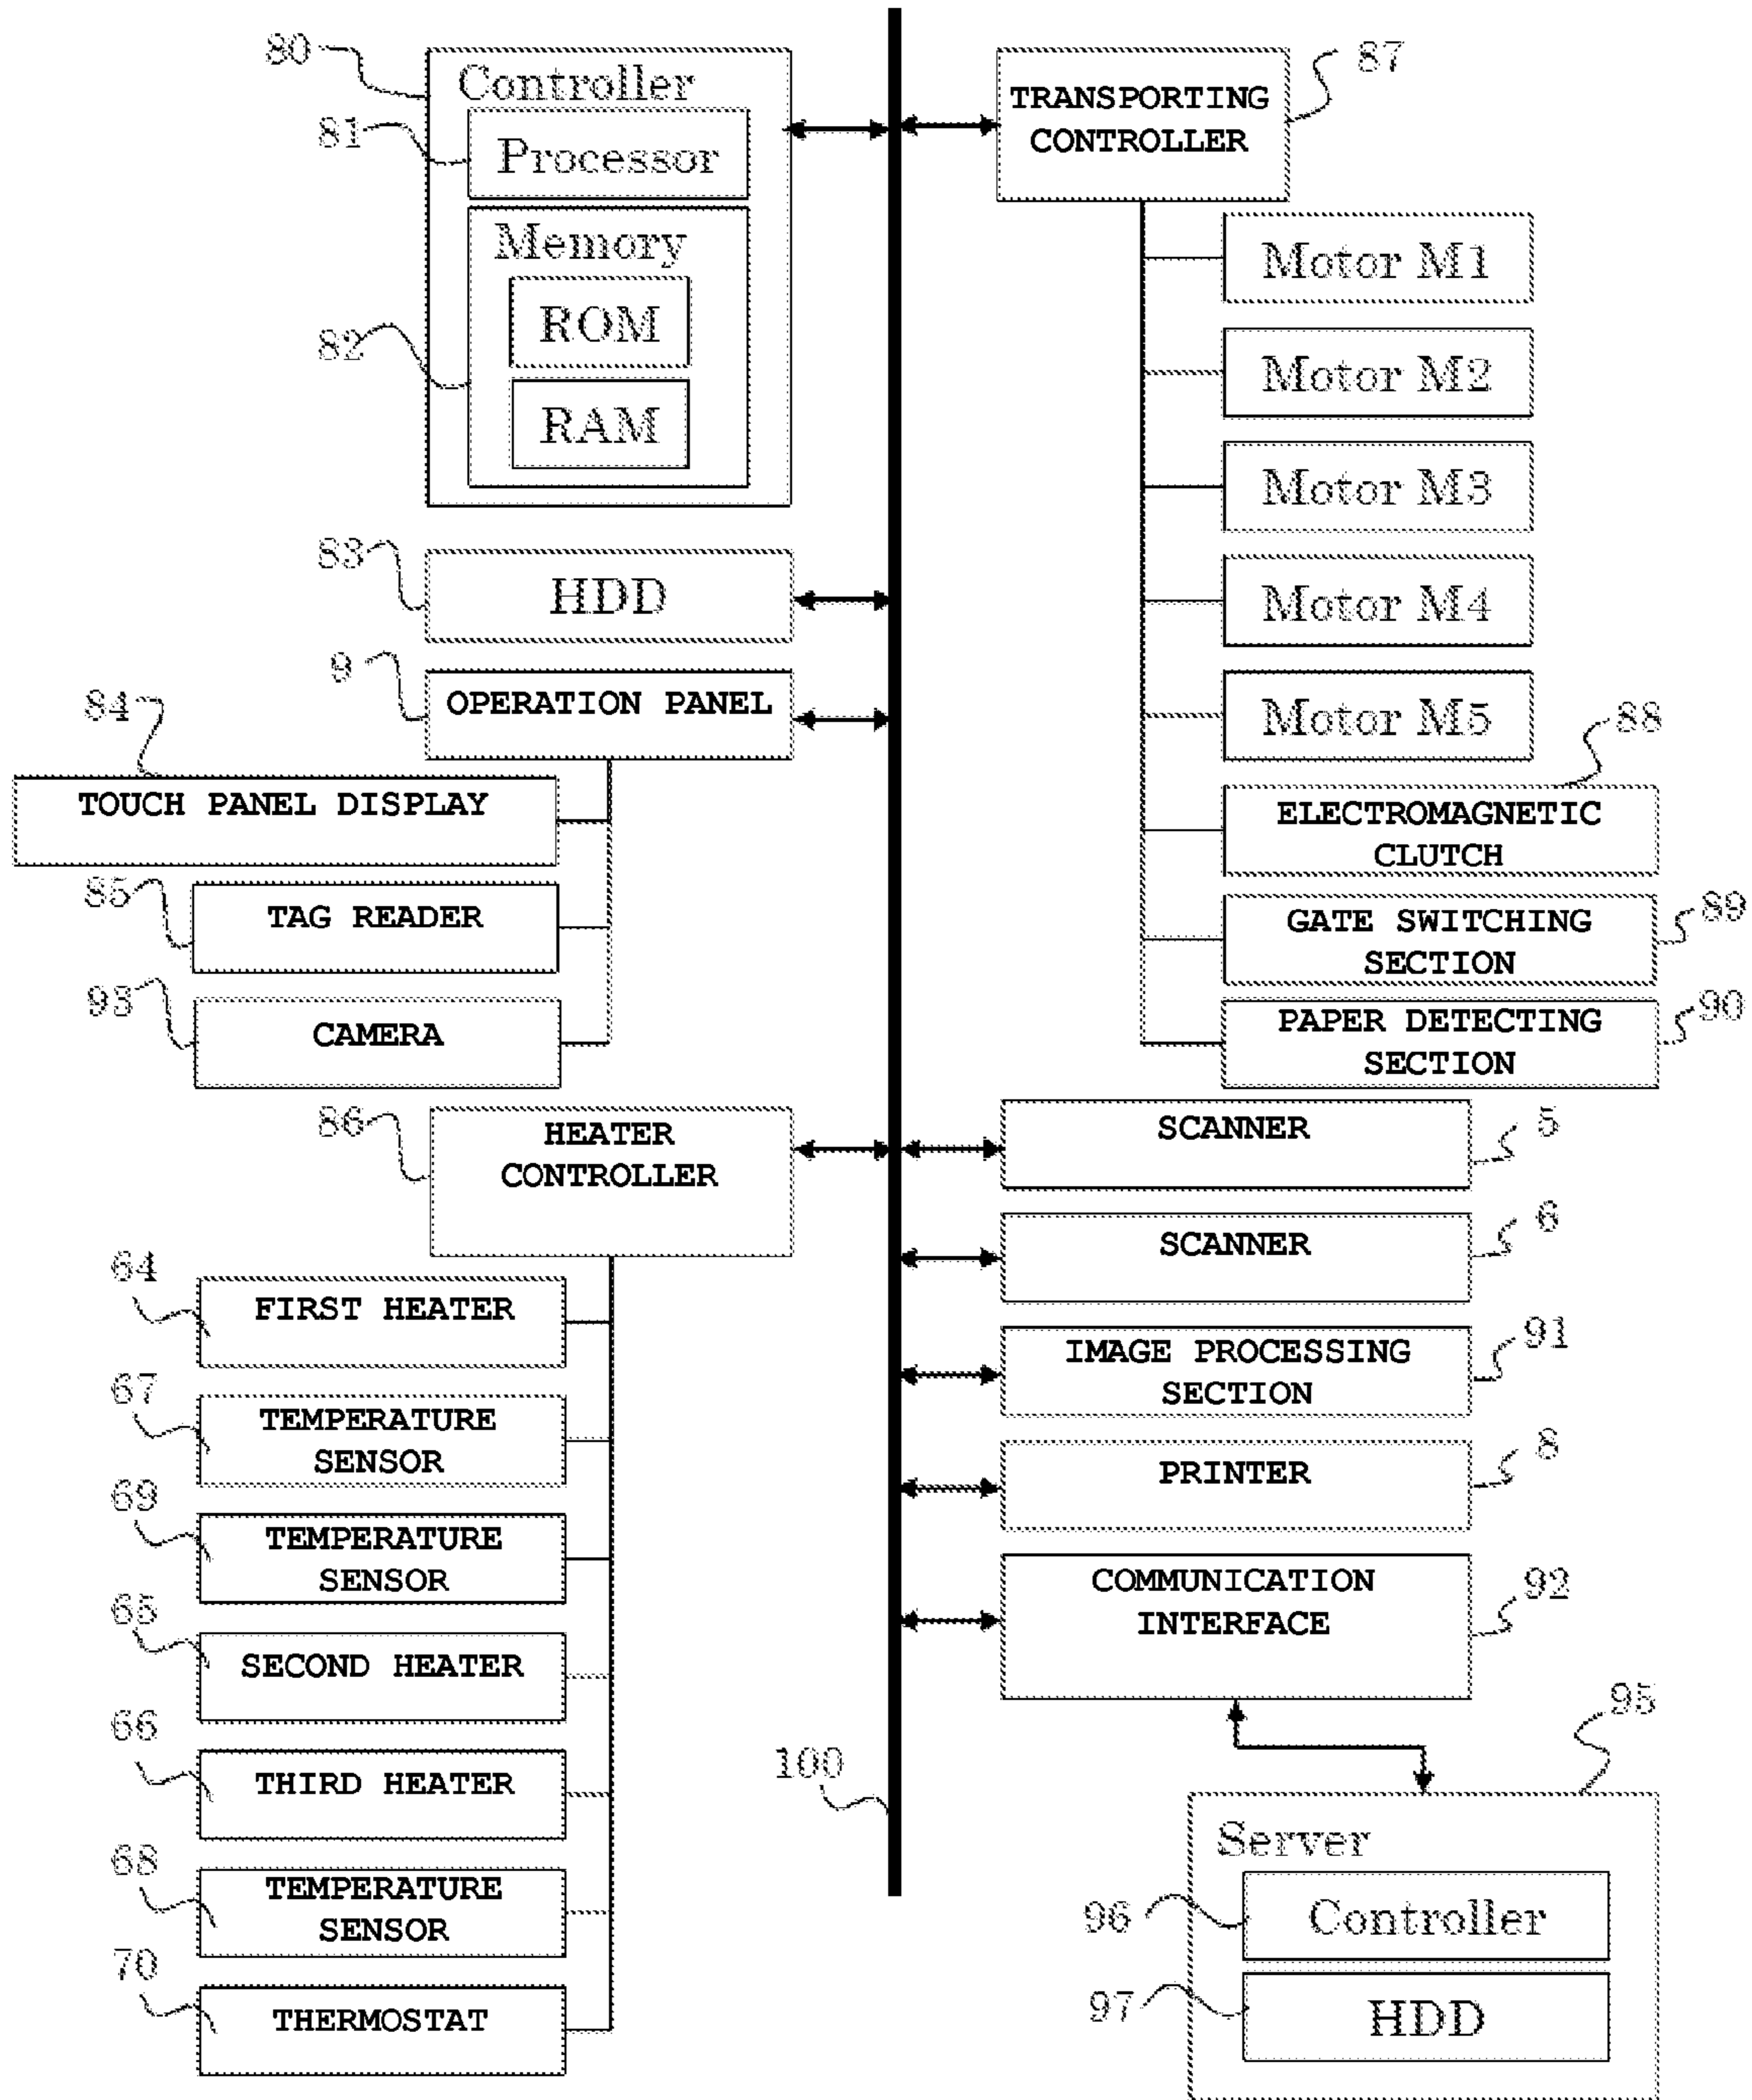 80
Controller
81
Processor
Memory
82
ROM
RAM
83
HDD
9
OPERATION PANEL
84
TOUCH PANEL DISPLAY
85
TAG READER
93
CAMERA
86
HEATER
CONTROLLER
64
FIRST HEATER
67
TEMPERATURE
SENSOR
69
TEMPERATURE
SENSOR
65
SECOND HEATER
66
THIRD HEATER
68
TEMPERATURE
SENSOR
70
THERMOSTAT
87
TRANSPORTING
CONTROLLER
Motor M1
Motor M2
Motor M3
Motor M4
Motor M5
88
ELECTROMAGNETIC
CLUTCH
GATE SWITCHING
SECTION
89
PAPER DETECTING
SECTION
90
SCANNER
5
SCANNER
6
IMAGE PROCESSING
SECTION
91
PRINTER
8
COMMUNICATION
INTERFACE
92
100
95
Server
96
Controller
97
HDD